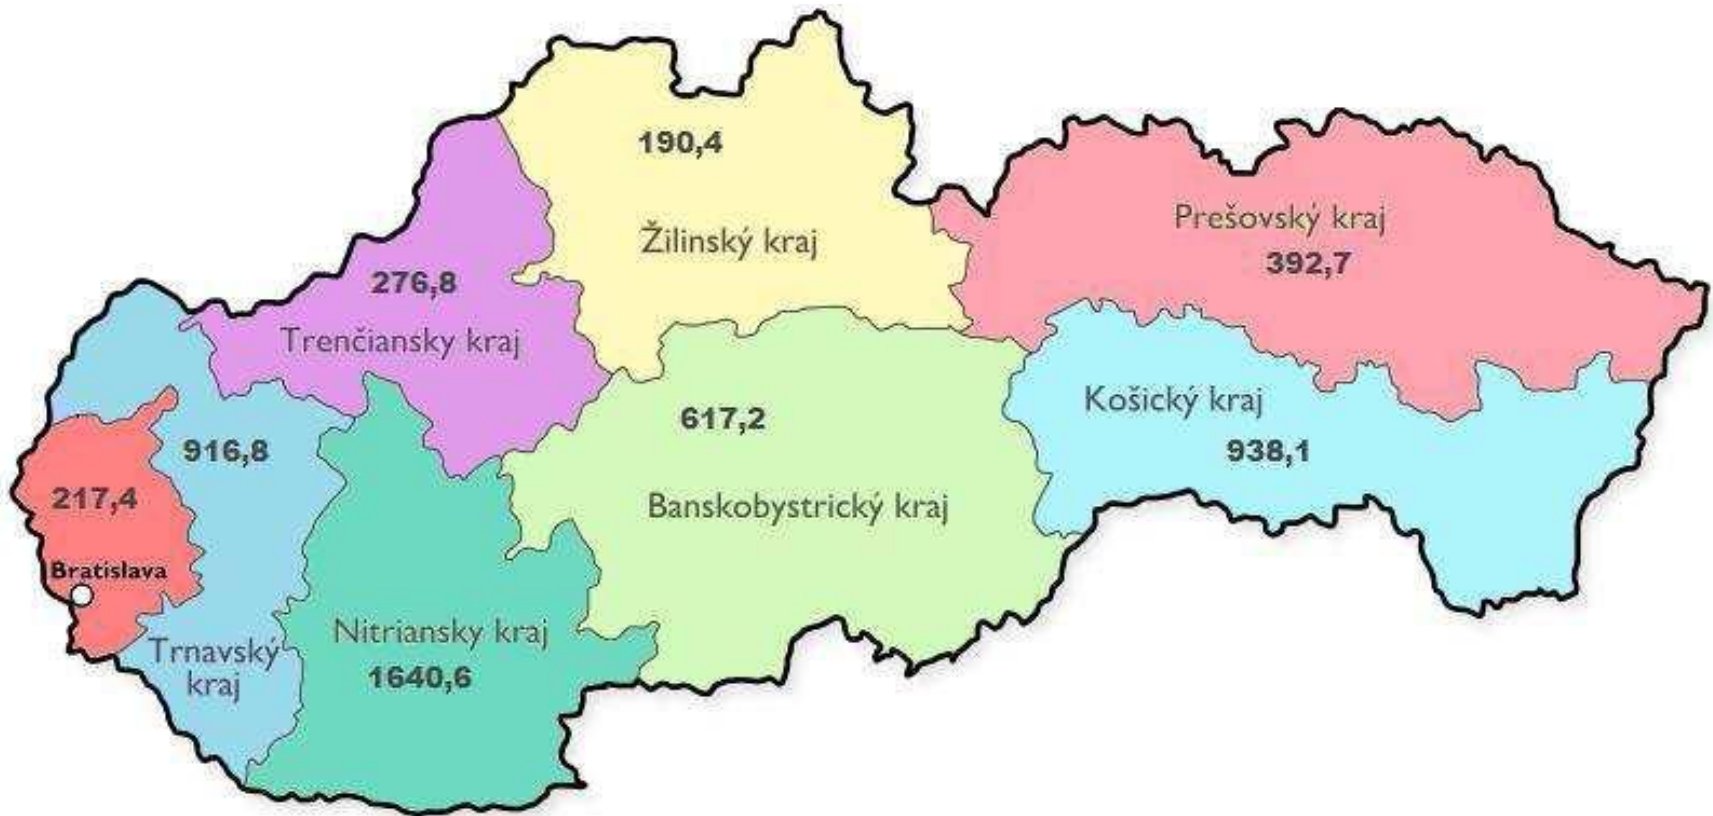 190,4
Žilinský kraj
Prešovský kraj
392,7
276,8
Trenčiansky kraj
Košický kraj
938,1
617,2
Banskobystrický kraj
916,8
217,4
Bratislava
Trnavský
kraj
Nitriansky kraj
1640,6